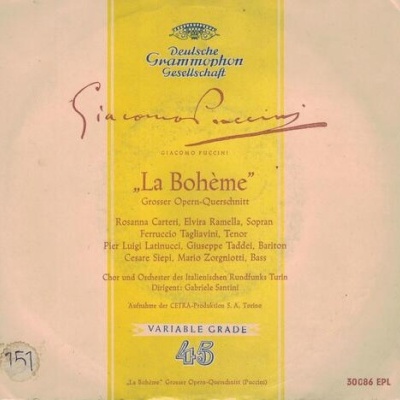 Deutsche
Grammophon
Gesellschaft
Giacomo Puccini
GIACOMO PUCCINI
„La Bohème”
Grosser Opern-Querschnitt
Rosanna Carteri, Elvira Ramella, Sopran
Ferruccio Tagliavini, Tenor
Pier Luigi Latinucci, Giuseppe Taddei, Bariton
Cesare Siepi, Mario Zorgniotti, Bass
Chor und Orchester des Italienischen Rundfunks Turin
Dirigent: Gabriele Santini
Aufnahme der CETRA-Produktion S. A. Torino
VARIABLE GRADE
45
151
30086 EPL
„La Bohème” Grosser Opern-Querschnitt (Puccini)